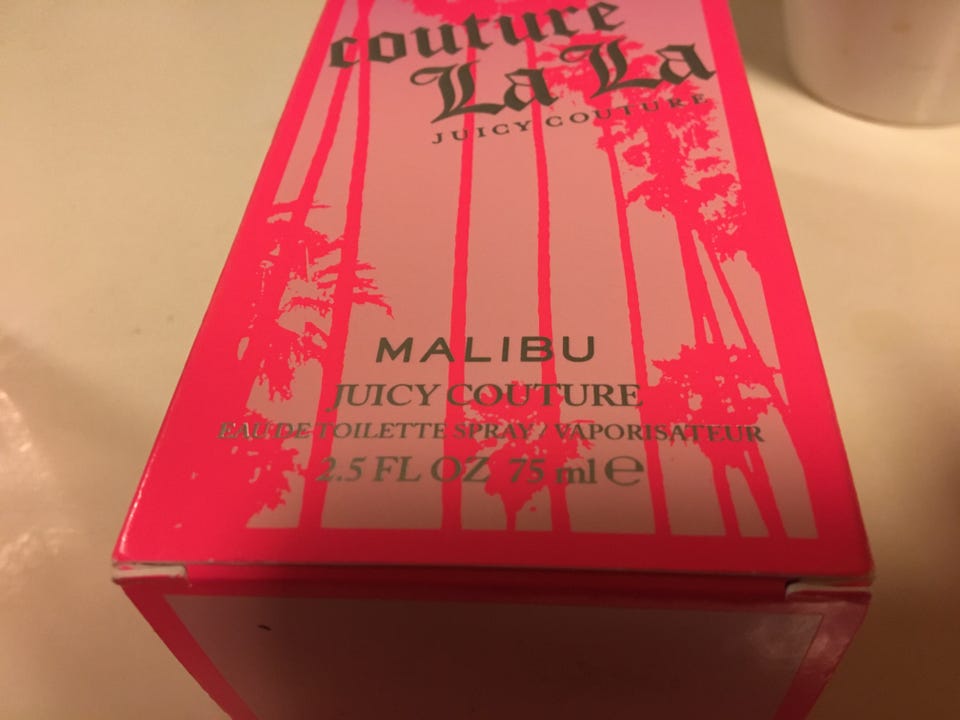 couture
La La
JUICY COUTURE
MALIBU
JUICY COUTURE
EAU DE TOILETTE SPRAY / VAPORISATEUR
2.5 FL OZ 75 ml ℮